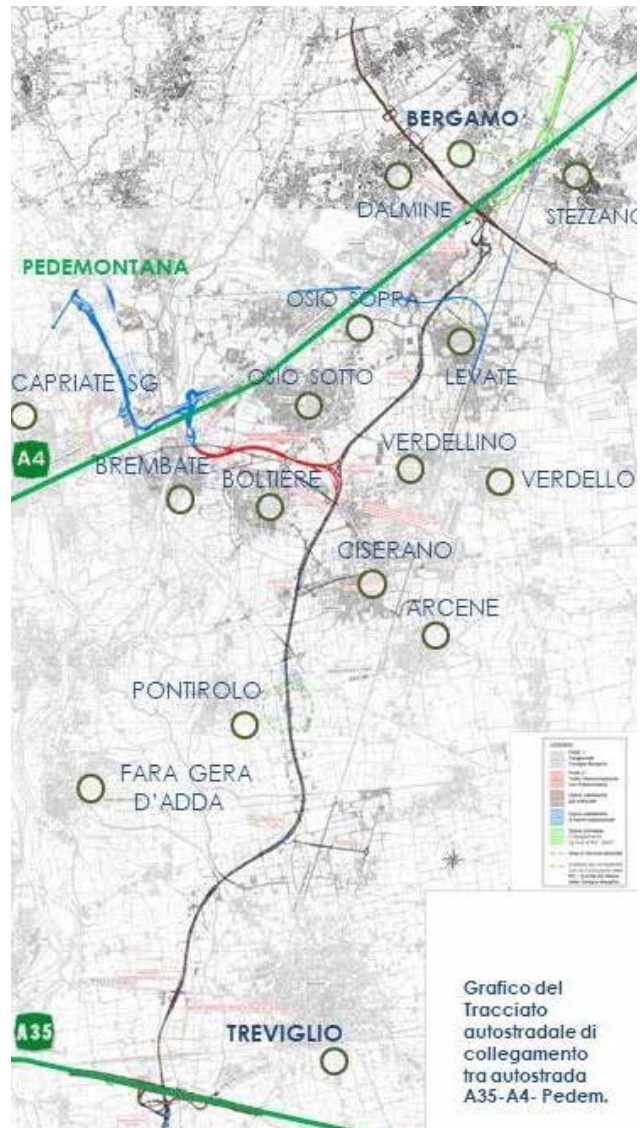 BERGAMO
DALMINE
STEZZANO
PEDEMONTANA
OSIO SOPRA
CAPRIATE SG
OSIO SOTTO
LEVATE
A4
VERDELLINO
BREMBATE
BOLTIERE
VERDELLO
CISERANO
ARCENE
PONTIROLO
FARA GERA
D'ADDA
A35
TREVIGLIO
Grafico del
Tracciato
autostradale di
collegamento
tra autostrada
A35-A4- Pedem.